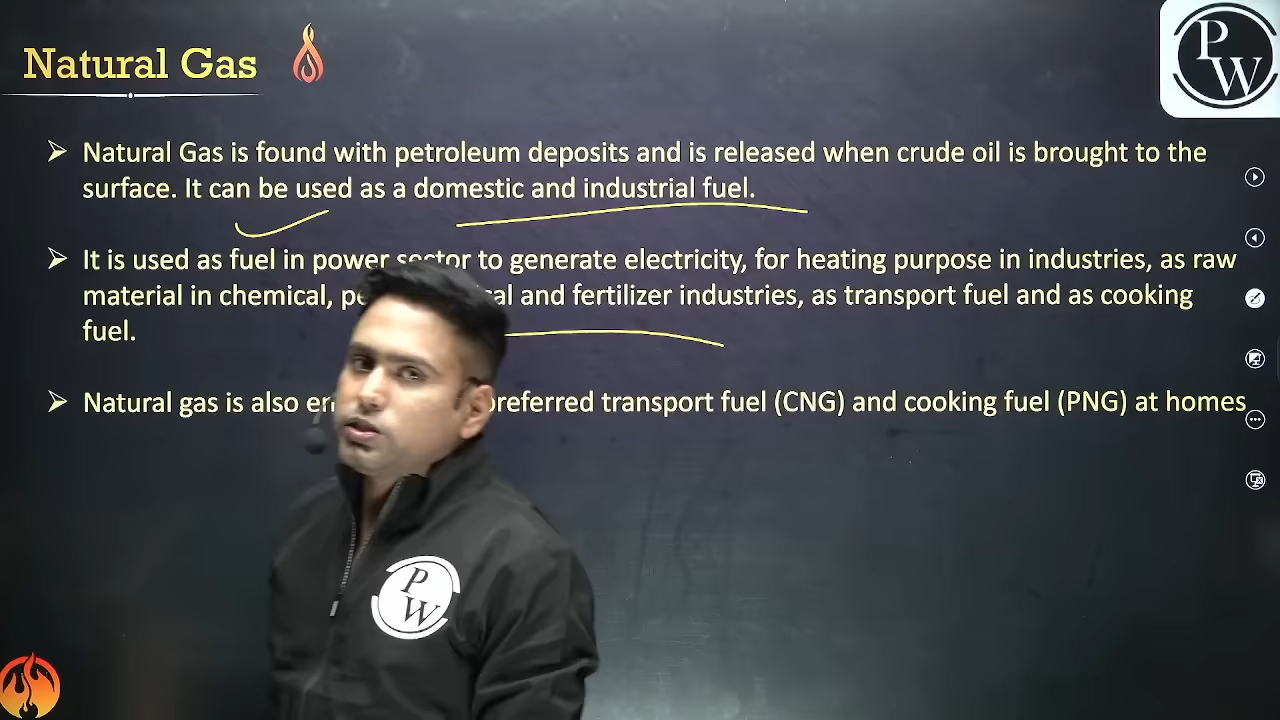 Natural Gas
P
W
➤ Natural Gas is found with petroleum deposits and is released when crude oil is brought to the
surface. It can be used as a domestic and industrial fuel.
➤ It is used as fuel in power sector to generate electricity, for heating purpose in industries, as raw
material in chemical, and fertilizer industries, as transport fuel and as cooking
fuel.
➤ Natural gas is also preferred transport fuel (CNG) and cooking fuel (PNG) at homes
P
W